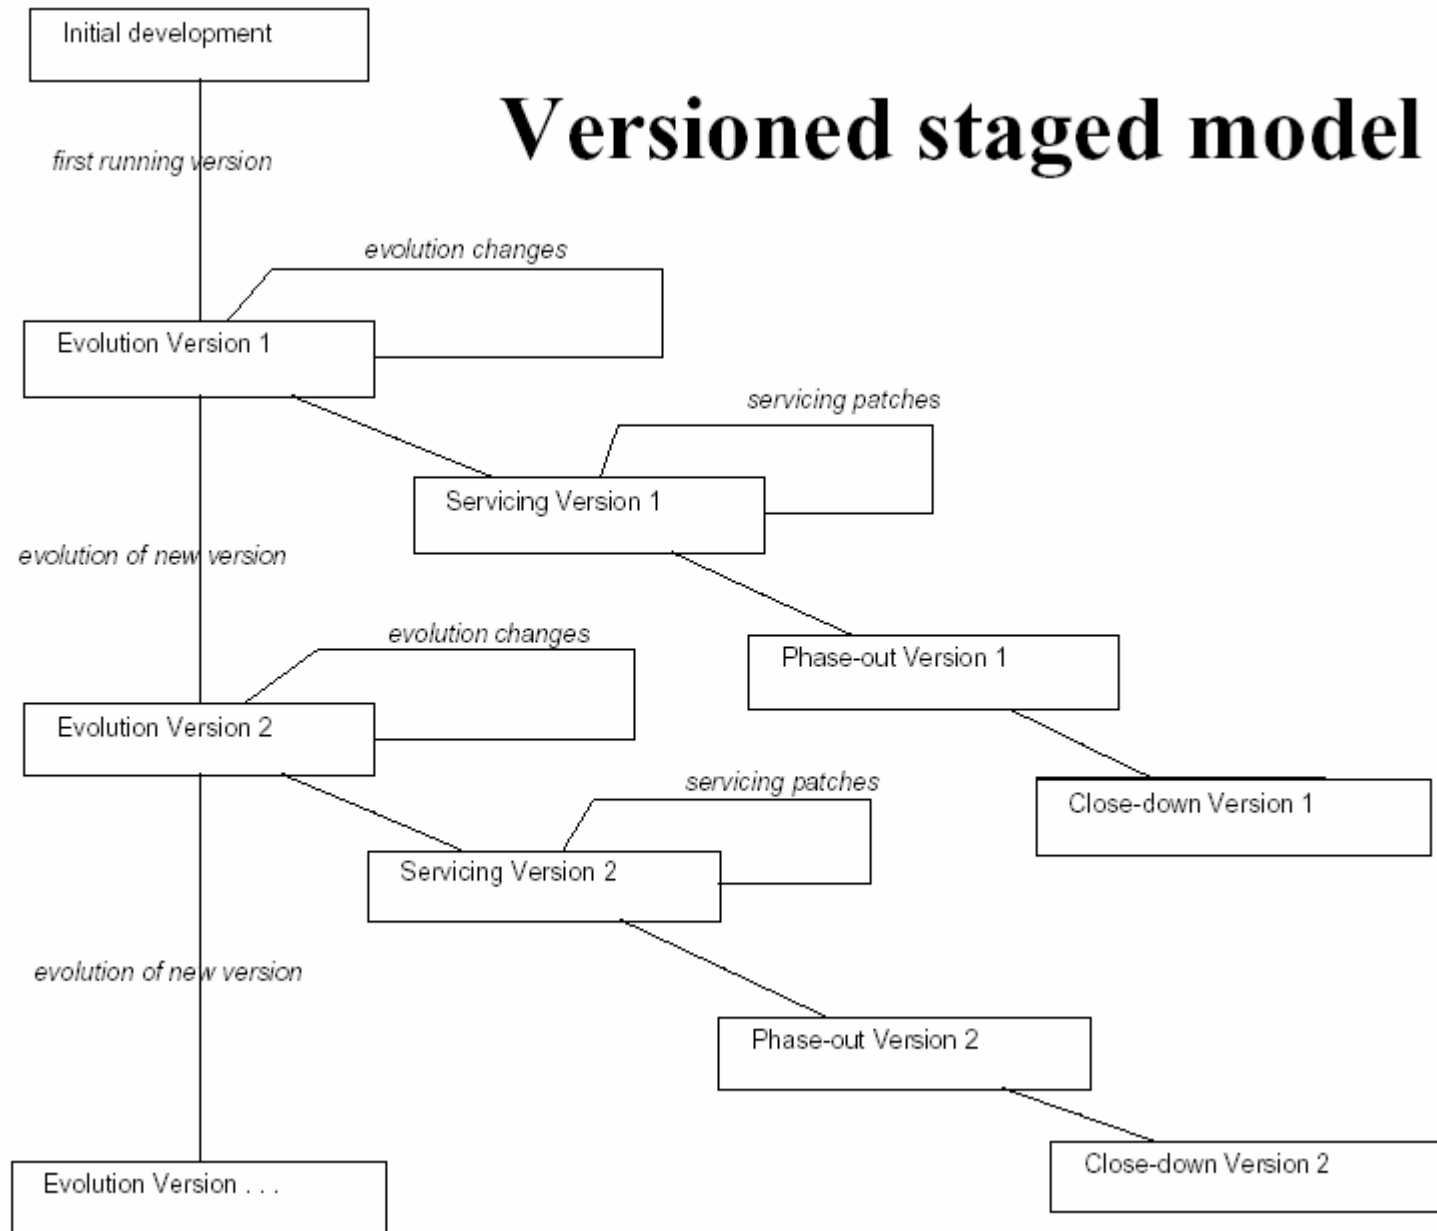 Initial development
Versioned staged model
first running version
evolution changes
Evolution Version 1
servicing patches
Servicing Version 1
evolution of new version
evolution changes
Phase-out Version 1
Evolution Version 2
servicing patches
Close-down Version 1
Servicing Version 2
evolution of new version
Phase-out Version 2
Close-down Version 2
Evolution Version . . .